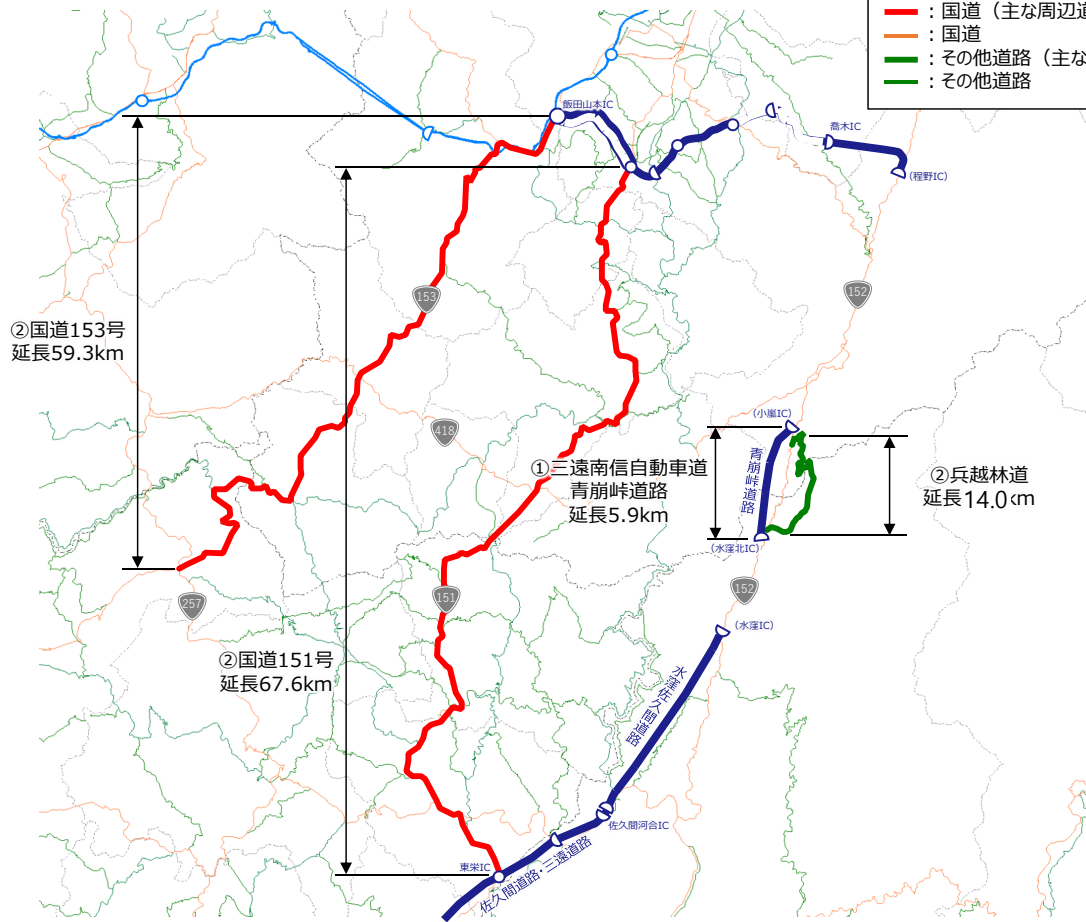 ：国道（主な周辺道
：国道
：その他道路（主な
：その他道路
飯田山本IC
喬木IC
（程野IC）
153
152
②国道153号
延長59.3km
418
（小嵐IC）
①三遠南信自動車道
青崩峠道路
延長5.9km
青崩峠道路
②兵越林道
延長14.0km
（水窪北IC）
152
151
257
（水窪IC）
②国道151号
延長67.6km
水窪佐久間道路
佐久間河合IC
東栄IC
佐久間道路・三遠道路